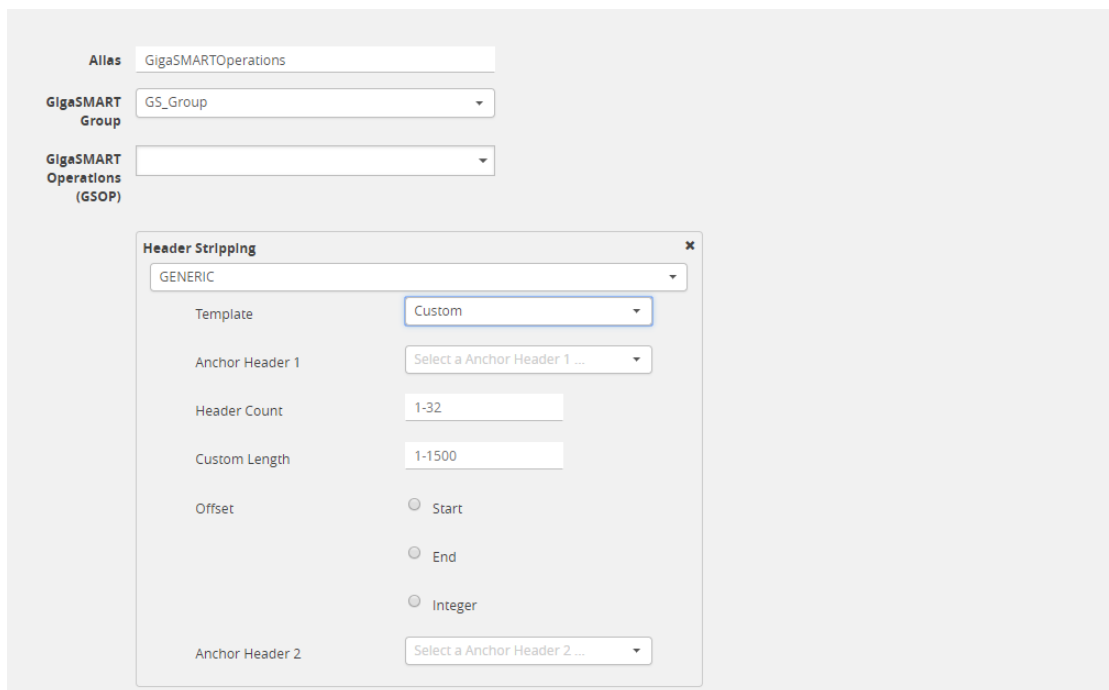 Alias GigaSMARTOperations
GigaSMART Group GS_Group
GigaSMART Operations (GSOP)
Header Stripping ✖
GENERIC
Template Custom
Anchor Header 1 Select a Anchor Header 1 ...
Header Count 1-32
Custom Length 1-1500
Offset Start
End
Integer
Anchor Header 2 Select a Anchor Header 2 ...